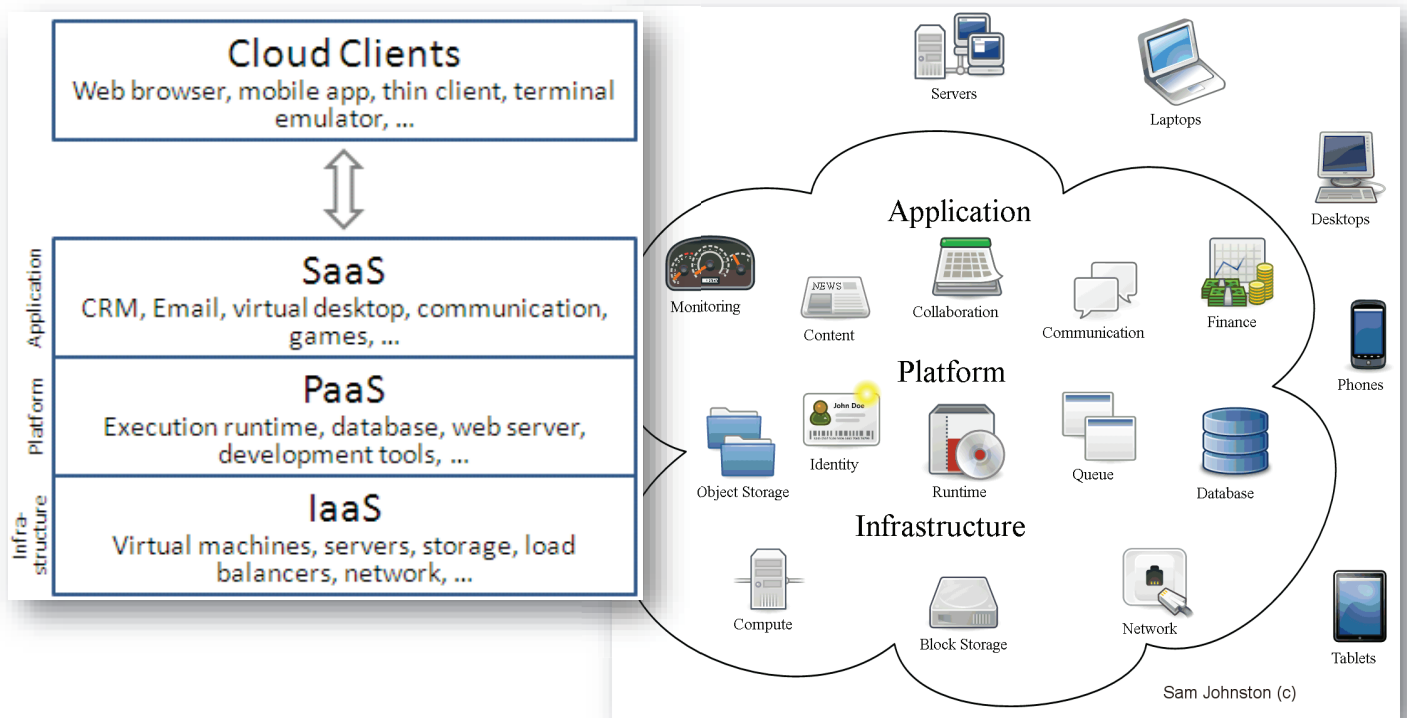 Cloud Clients
Web browser, mobile app, thin client, terminal
emulator, ...
Application
SaaS
CRM, Email, virtual desktop, communication,
games, ...
Platform
PaaS
Execution runtime, database, web server,
development tools, ...
Infra-
structure
IaaS
Virtual machines, servers, storage, load
balancers, network, ...
Servers
Laptops
Desktops
Application
Monitoring
NEWS
Content
Collaboration
Communication
Finance
Phones
Platform
Object Storage
John Doe
Identity
Runtime
Queue
Database
Infrastructure
Compute
Block Storage
Network
Tablets
Sam Johnston (c)